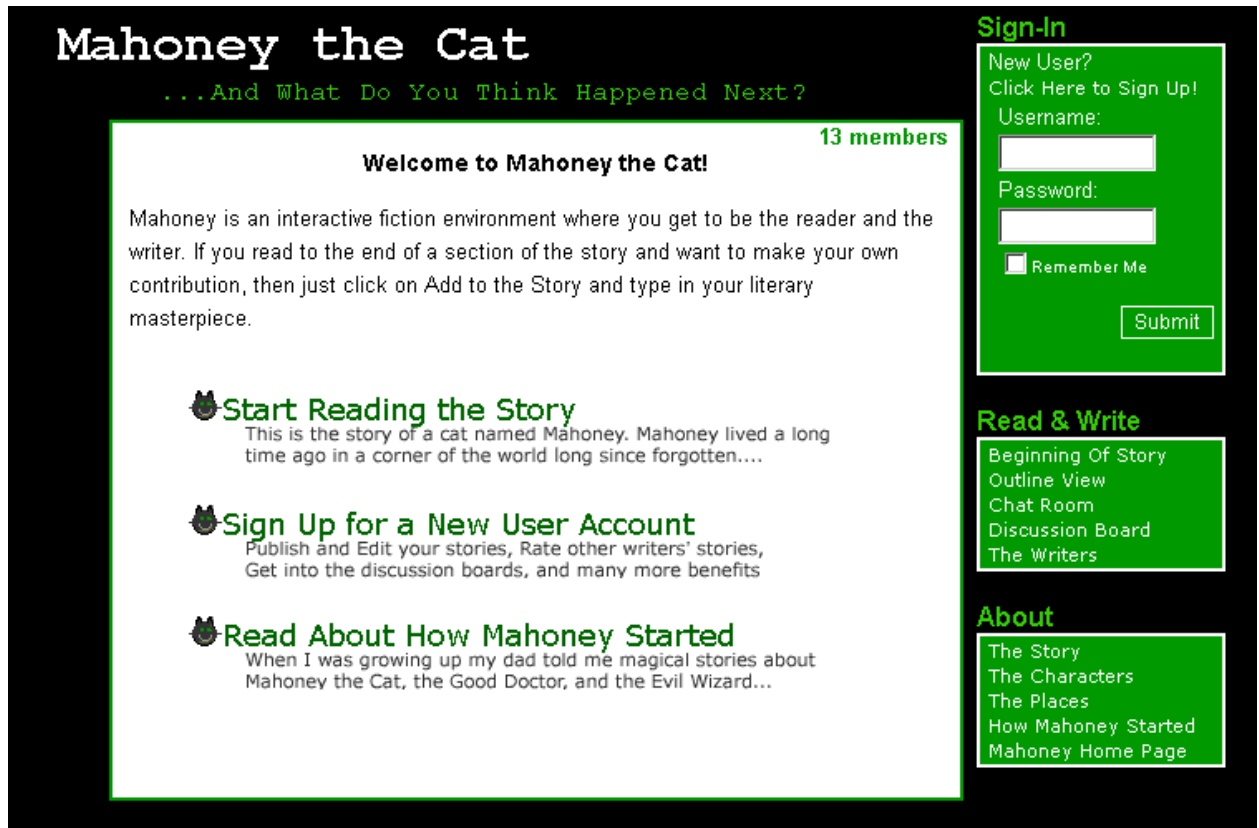 Mahoney the Cat
...And What Do You Think Happened Next?
13 members
Welcome to Mahoney the Cat!
Mahoney is an interactive fiction environment where you get to be the reader and the
writer. If you read to the end of a section of the story and want to make your own
contribution, then just click on Add to the Story and type in your literary
masterpiece.
Start Reading the Story
This is the story of a cat named Mahoney. Mahoney lived a long
time ago in a corner of the world long since forgotten....
Sign Up for a New User Account
Publish and Edit your stories, Rate other writers' stories,
Get into the discussion boards, and many more benefits
Read About How Mahoney Started
When I was growing up my dad told me magical stories about
Mahoney the Cat, the Good Doctor, and the Evil Wizard...
Sign-In
New User?
Click Here to Sign Up!
Username:
Password:
Remember Me
Submit
Read & Write
Beginning Of Story
Outline View
Chat Room
Discussion Board
The Writers
About
The Story
The Characters
The Places
How Mahoney Started
Mahoney Home Page